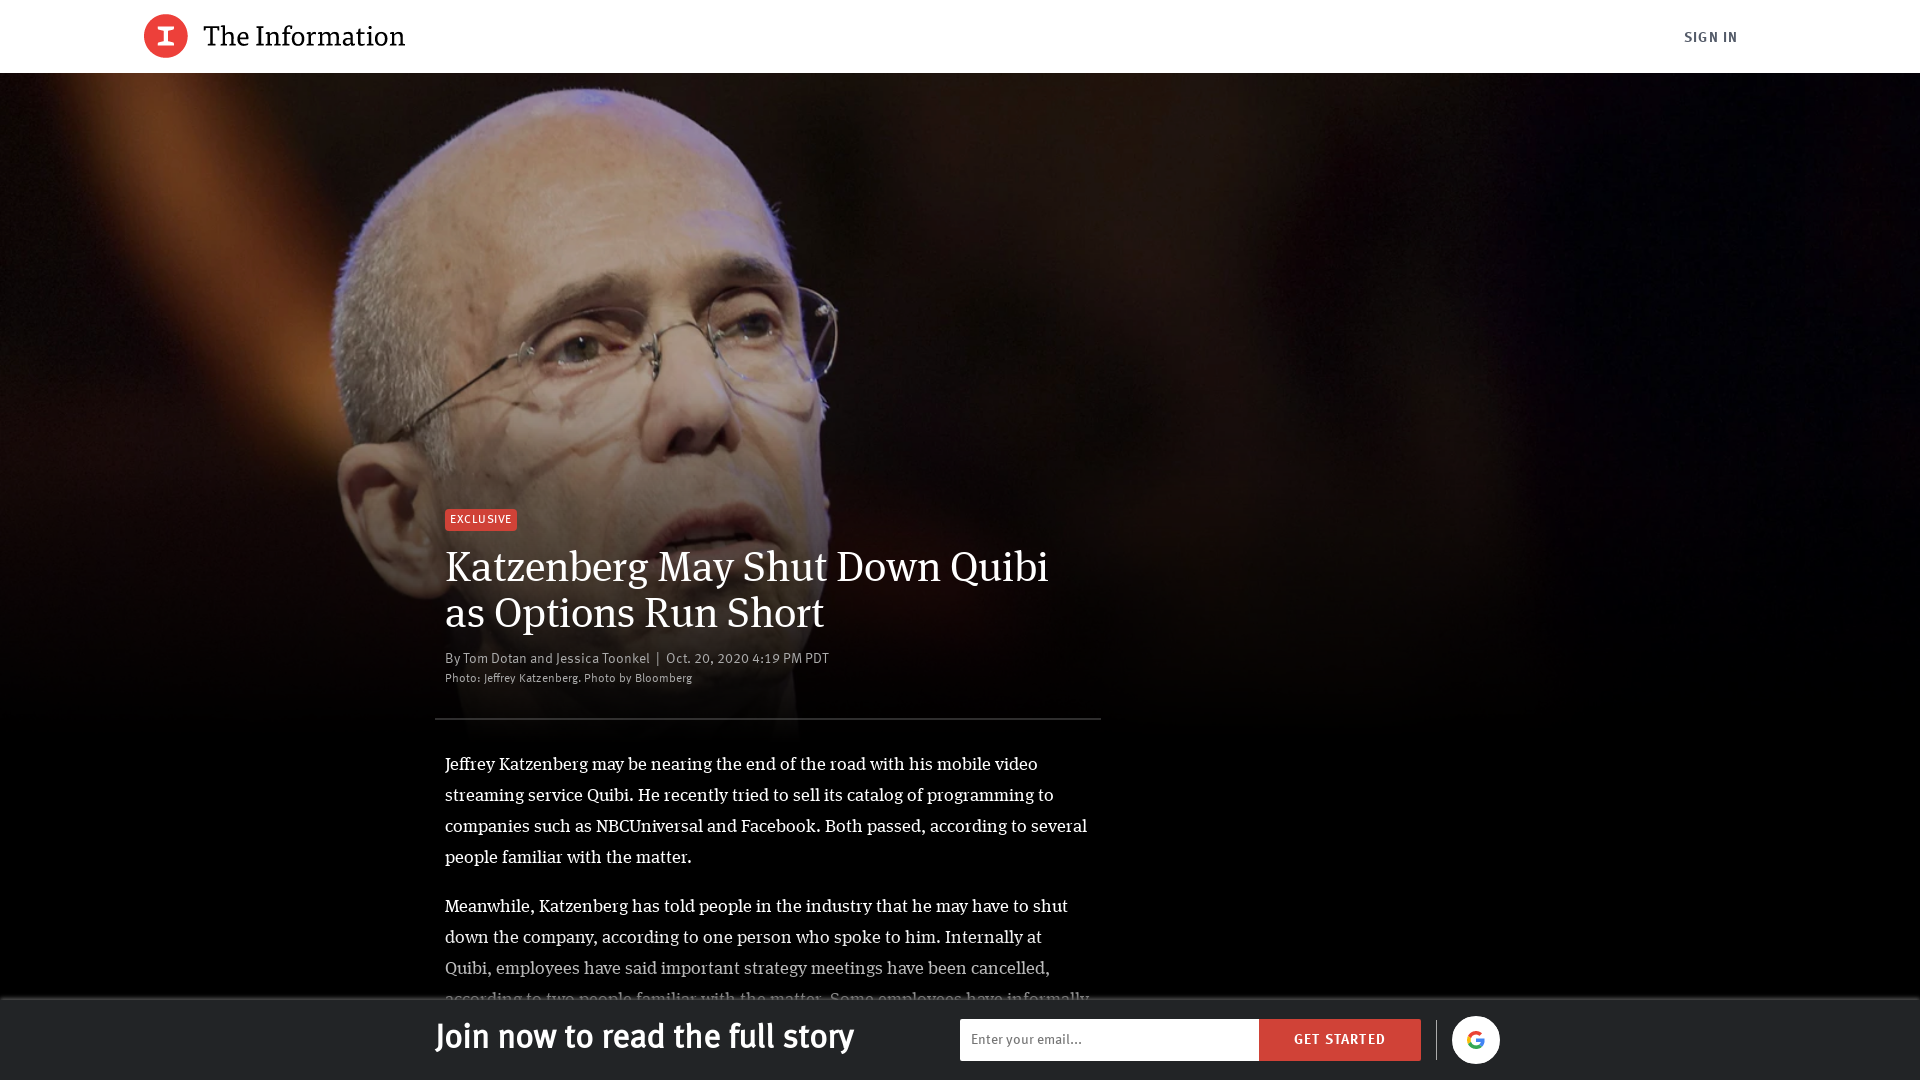 The Information
SIGN IN
EXCLUSIVE
Katzenberg May Shut Down Quibi
as Options Run Short
By Tom Dotan and Jessica Toonkel | Oct. 20, 2020 4:19 PM PDT
Photo: Jeffrey Katzenberg. Photo by Bloomberg
Jeffrey Katzenberg may be nearing the end of the road with his mobile video
streaming service Quibi. He recently tried to sell its catalog of programming to
companies such as NBCUniversal and Facebook. Both passed, according to several
people familiar with the matter.
Meanwhile, Katzenberg has told people in the industry that he may have to shut
down the company, according to one person who spoke to him. Internally at
Quibi, employees have said important strategy meetings have been cancelled,
according to two people familiar with the matter. Some employees have informally
Join now to read the full story
Enter your email...
GET STARTED